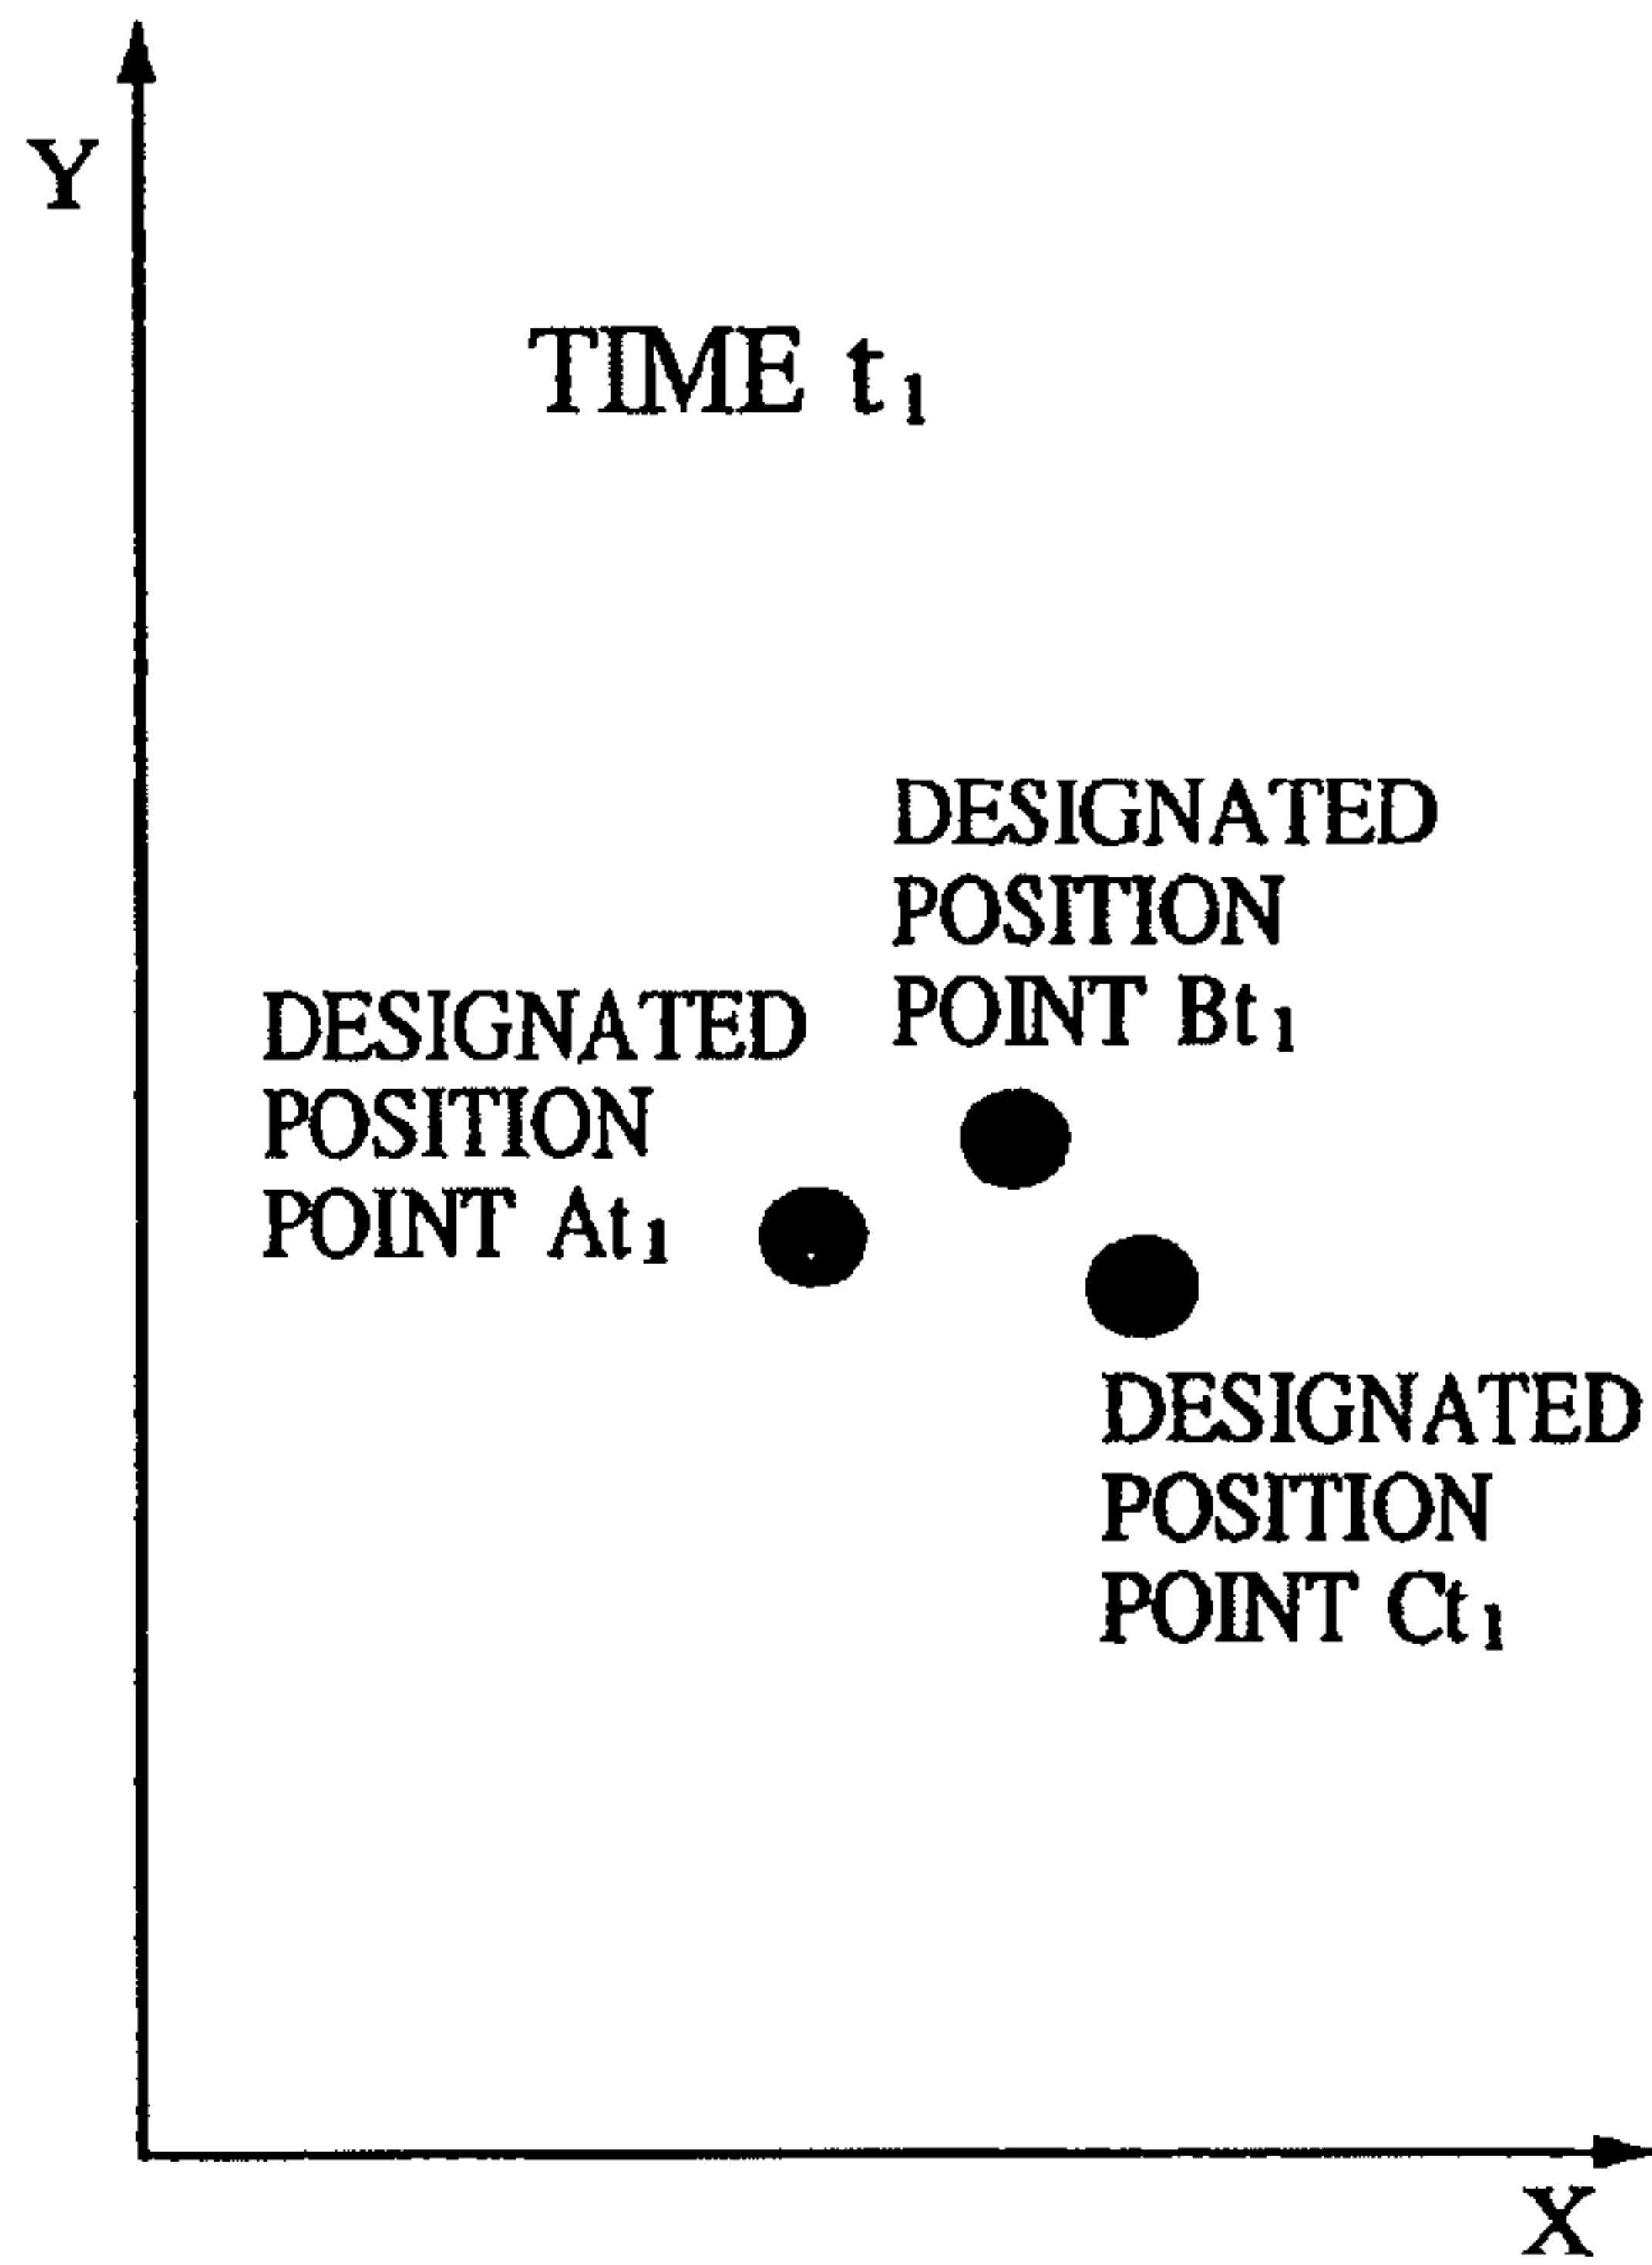 Y
TIME t₁
DESIGNATED
POSITION
POINT Bt₁
DESIGNATED
POSITION
POINT At₁
DESIGNATED
POSITION
POINT Ct₁
X